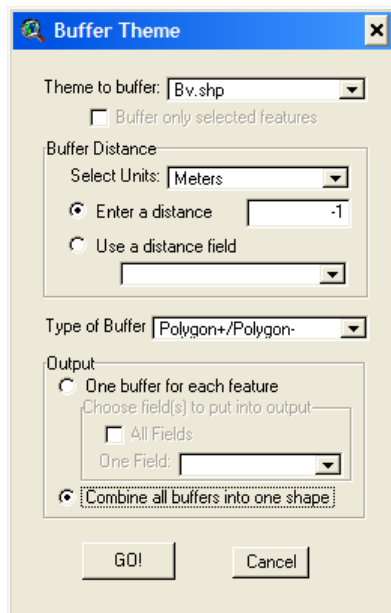 Buffer Theme
Theme to buffer: Bv.shp
Buffer only selected features
Buffer Distance
Select Units: Meters
Enter a distance -1
Use a distance field
Type of Buffer Polygon+/Polygon-
Output
One buffer for each feature
Choose field(s) to put into output
All Fields
One Field:
Combine all buffers into one shape
GO! Cancel